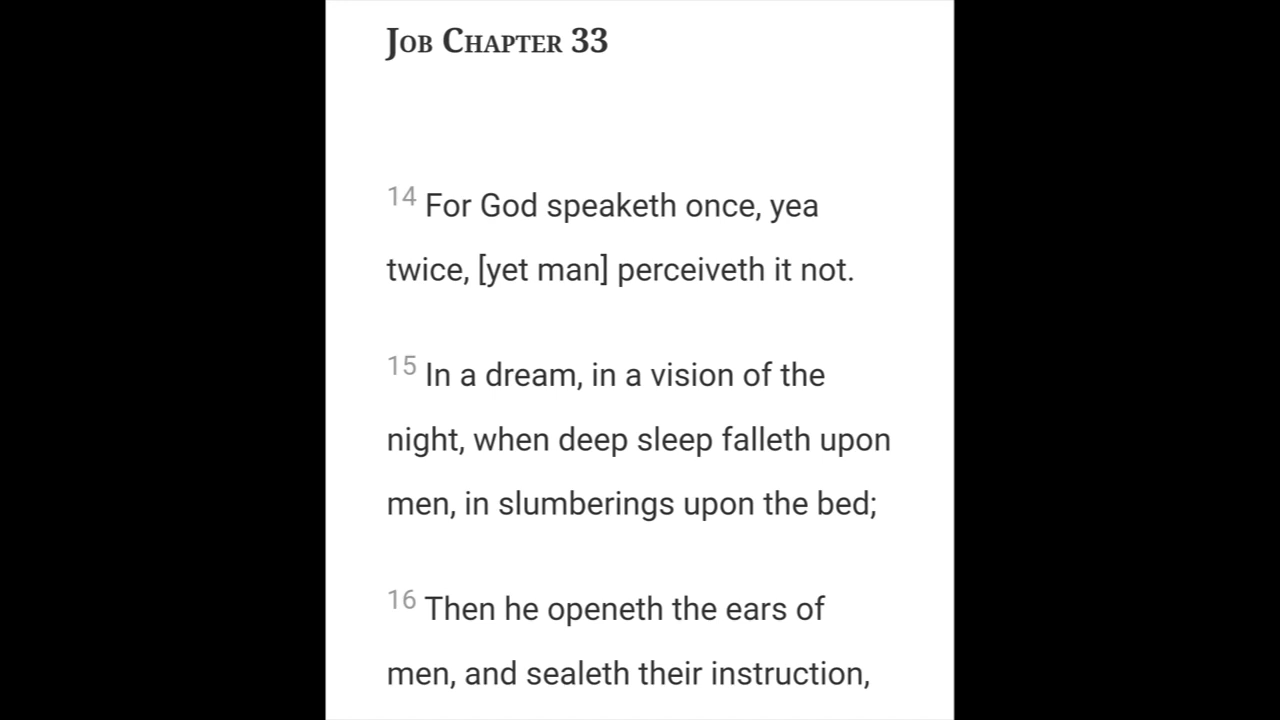 Job Chapter 33
14 For God speaketh once, yea
twice, [yet man] perceiveth it not.
15 In a dream, in a vision of the
night, when deep sleep falleth upon
men, in slumberings upon the bed;
16 Then he openeth the ears of
men, and sealeth their instruction,